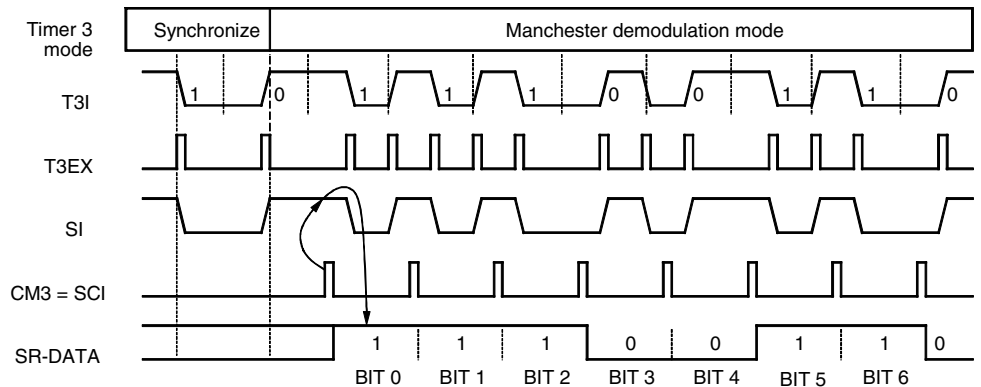 Timer 3
mode
Synchronize
Manchester demodulation mode
T3I
1 0 1 1 1 0 0 1 1 0
T3EX
SI
CM3 = SCI
SR-DATA
1 1 1 0 0 1 1 0
BIT 0 BIT 1 BIT 2 BIT 3 BIT 4 BIT 5 BIT 6